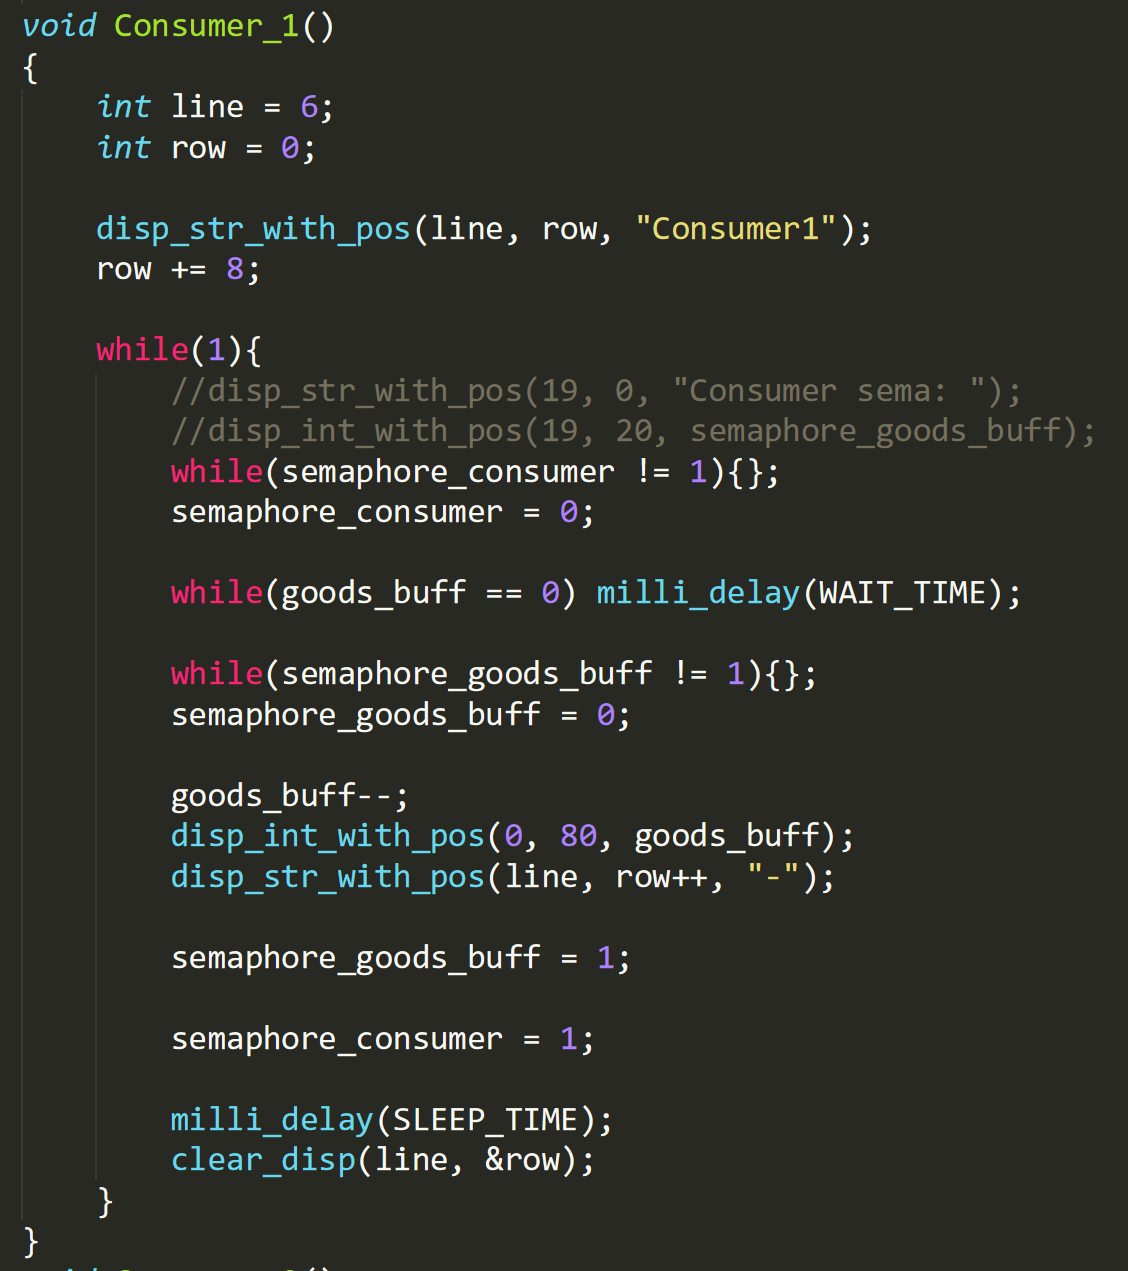 void Consumer_1()
{
    int line = 6;
    int row = 0;

    disp_str_with_pos(line, row, "Consumer1");
    row += 8;

    while(1){
        //disp_str_with_pos(19, 0, "Consumer sema: ");
        //disp_int_with_pos(19, 20, semaphore_goods_buff);
        while(semaphore_consumer != 1){};
        semaphore_consumer = 0;

        while(goods_buff == 0) milli_delay(WAIT_TIME);

        while(semaphore_goods_buff != 1){};
        semaphore_goods_buff = 0;

        goods_buff--;
        disp_int_with_pos(0, 80, goods_buff);
        disp_str_with_pos(line, row++, "-");

        semaphore_goods_buff = 1;

        semaphore_consumer = 1;

        milli_delay(SLEEP_TIME);
        clear_disp(line, &row);
    }
}